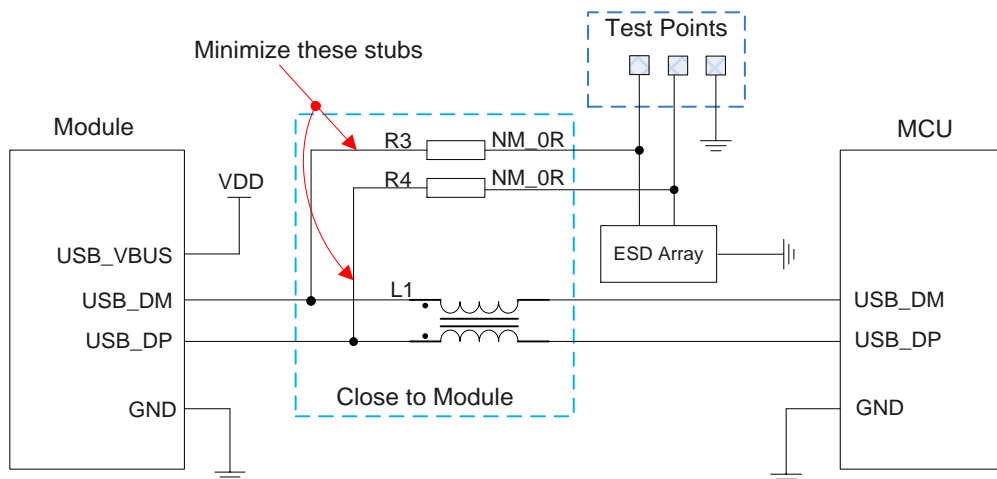 Test Points
Minimize these stubs
Module
MCU
R3 NM_0R
R4 NM_0R
VDD
USB_VBUS
ESD Array
USB_DM
L1
USB_DM
USB_DP
USB_DP
Close to Module
GND
GND